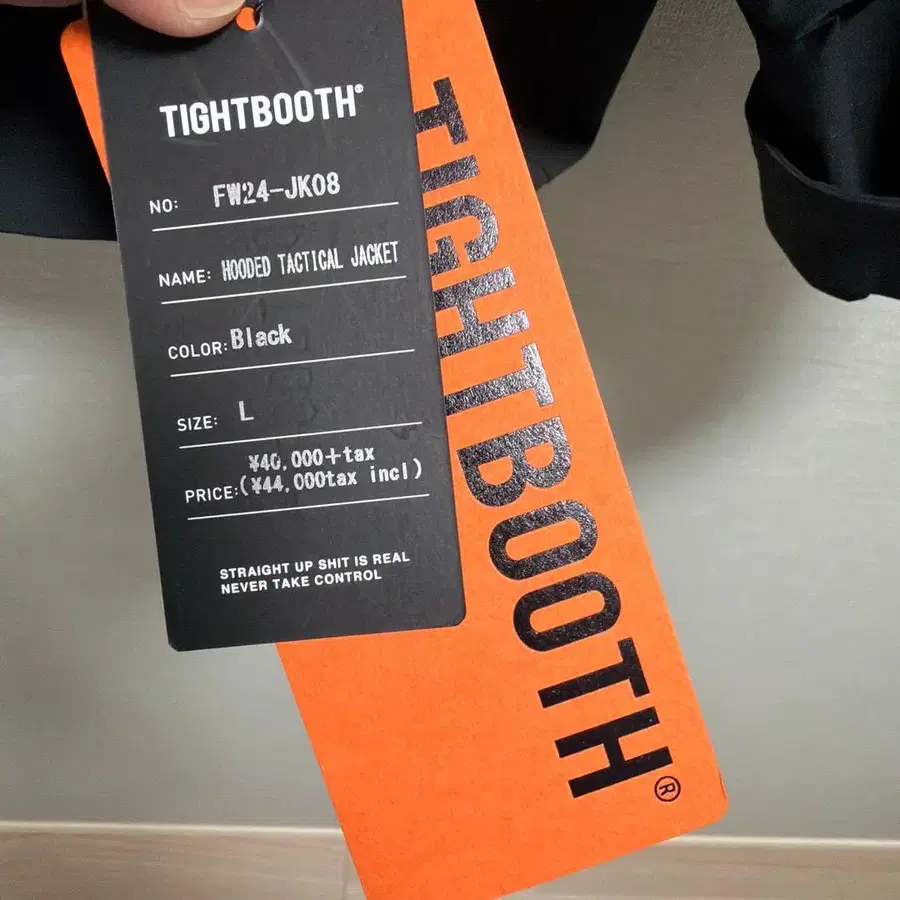 TIGHTBOOTH®
NO: FW24-JK08
NAME: HOODED TACTICAL JACKET
COLOR: Black
SIZE: L
¥40,000+tax
PRICE: (¥44,000tax incl)
STRAIGHT UP SHIT IS REAL
NEVER TAKE CONTROL
TIGHTBOOTH®